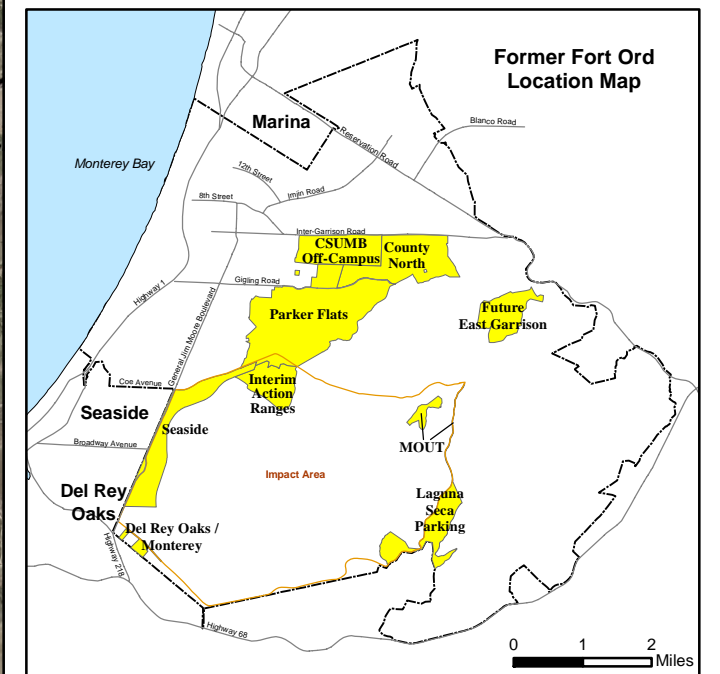 Former Fort Ord
Location Map
Marina
Blanco Road
Reservation Road
Monterey Bay
12th Street
Imjin Road
8th Street
Inter-Garrison Road
CSUMB
Off-Campus
County
North
Gigling Road
Highway 1
General Jim Moore Boulevard
Parker Flats
Future
East Garrison
Coe Avenue
Interim
Action
Ranges
Seaside
Seaside
Broadway Avenue
MOUT
Impact Area
Del Rey
Oaks
Laguna
Seca
Parking
Del Rey Oaks /
Monterey
Highway 218
Highway 68
0 1 2
Miles